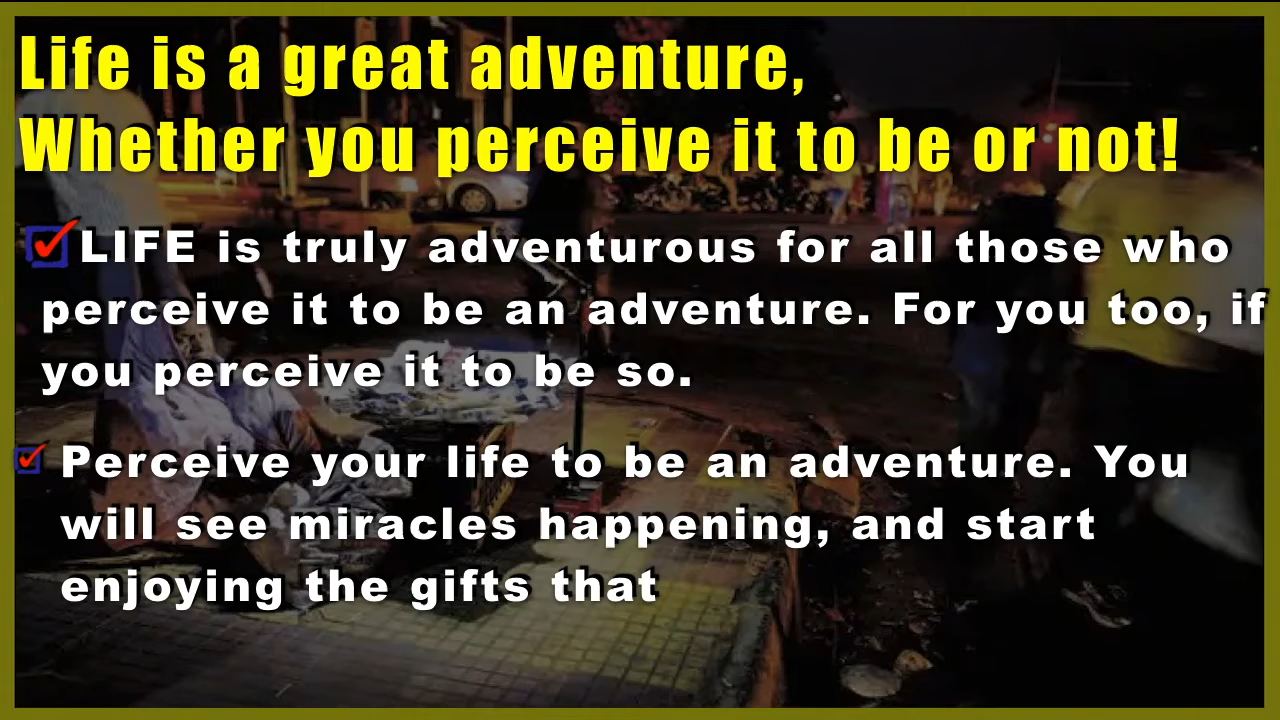 Life is a great adventure,
Whether you perceive it to be or not!
LIFE is truly adventurous for all those who
perceive it to be an adventure. For you too, if
you perceive it to be so.
Perceive your life to be an adventure. You
will see miracles happening, and start
enjoying the gifts that